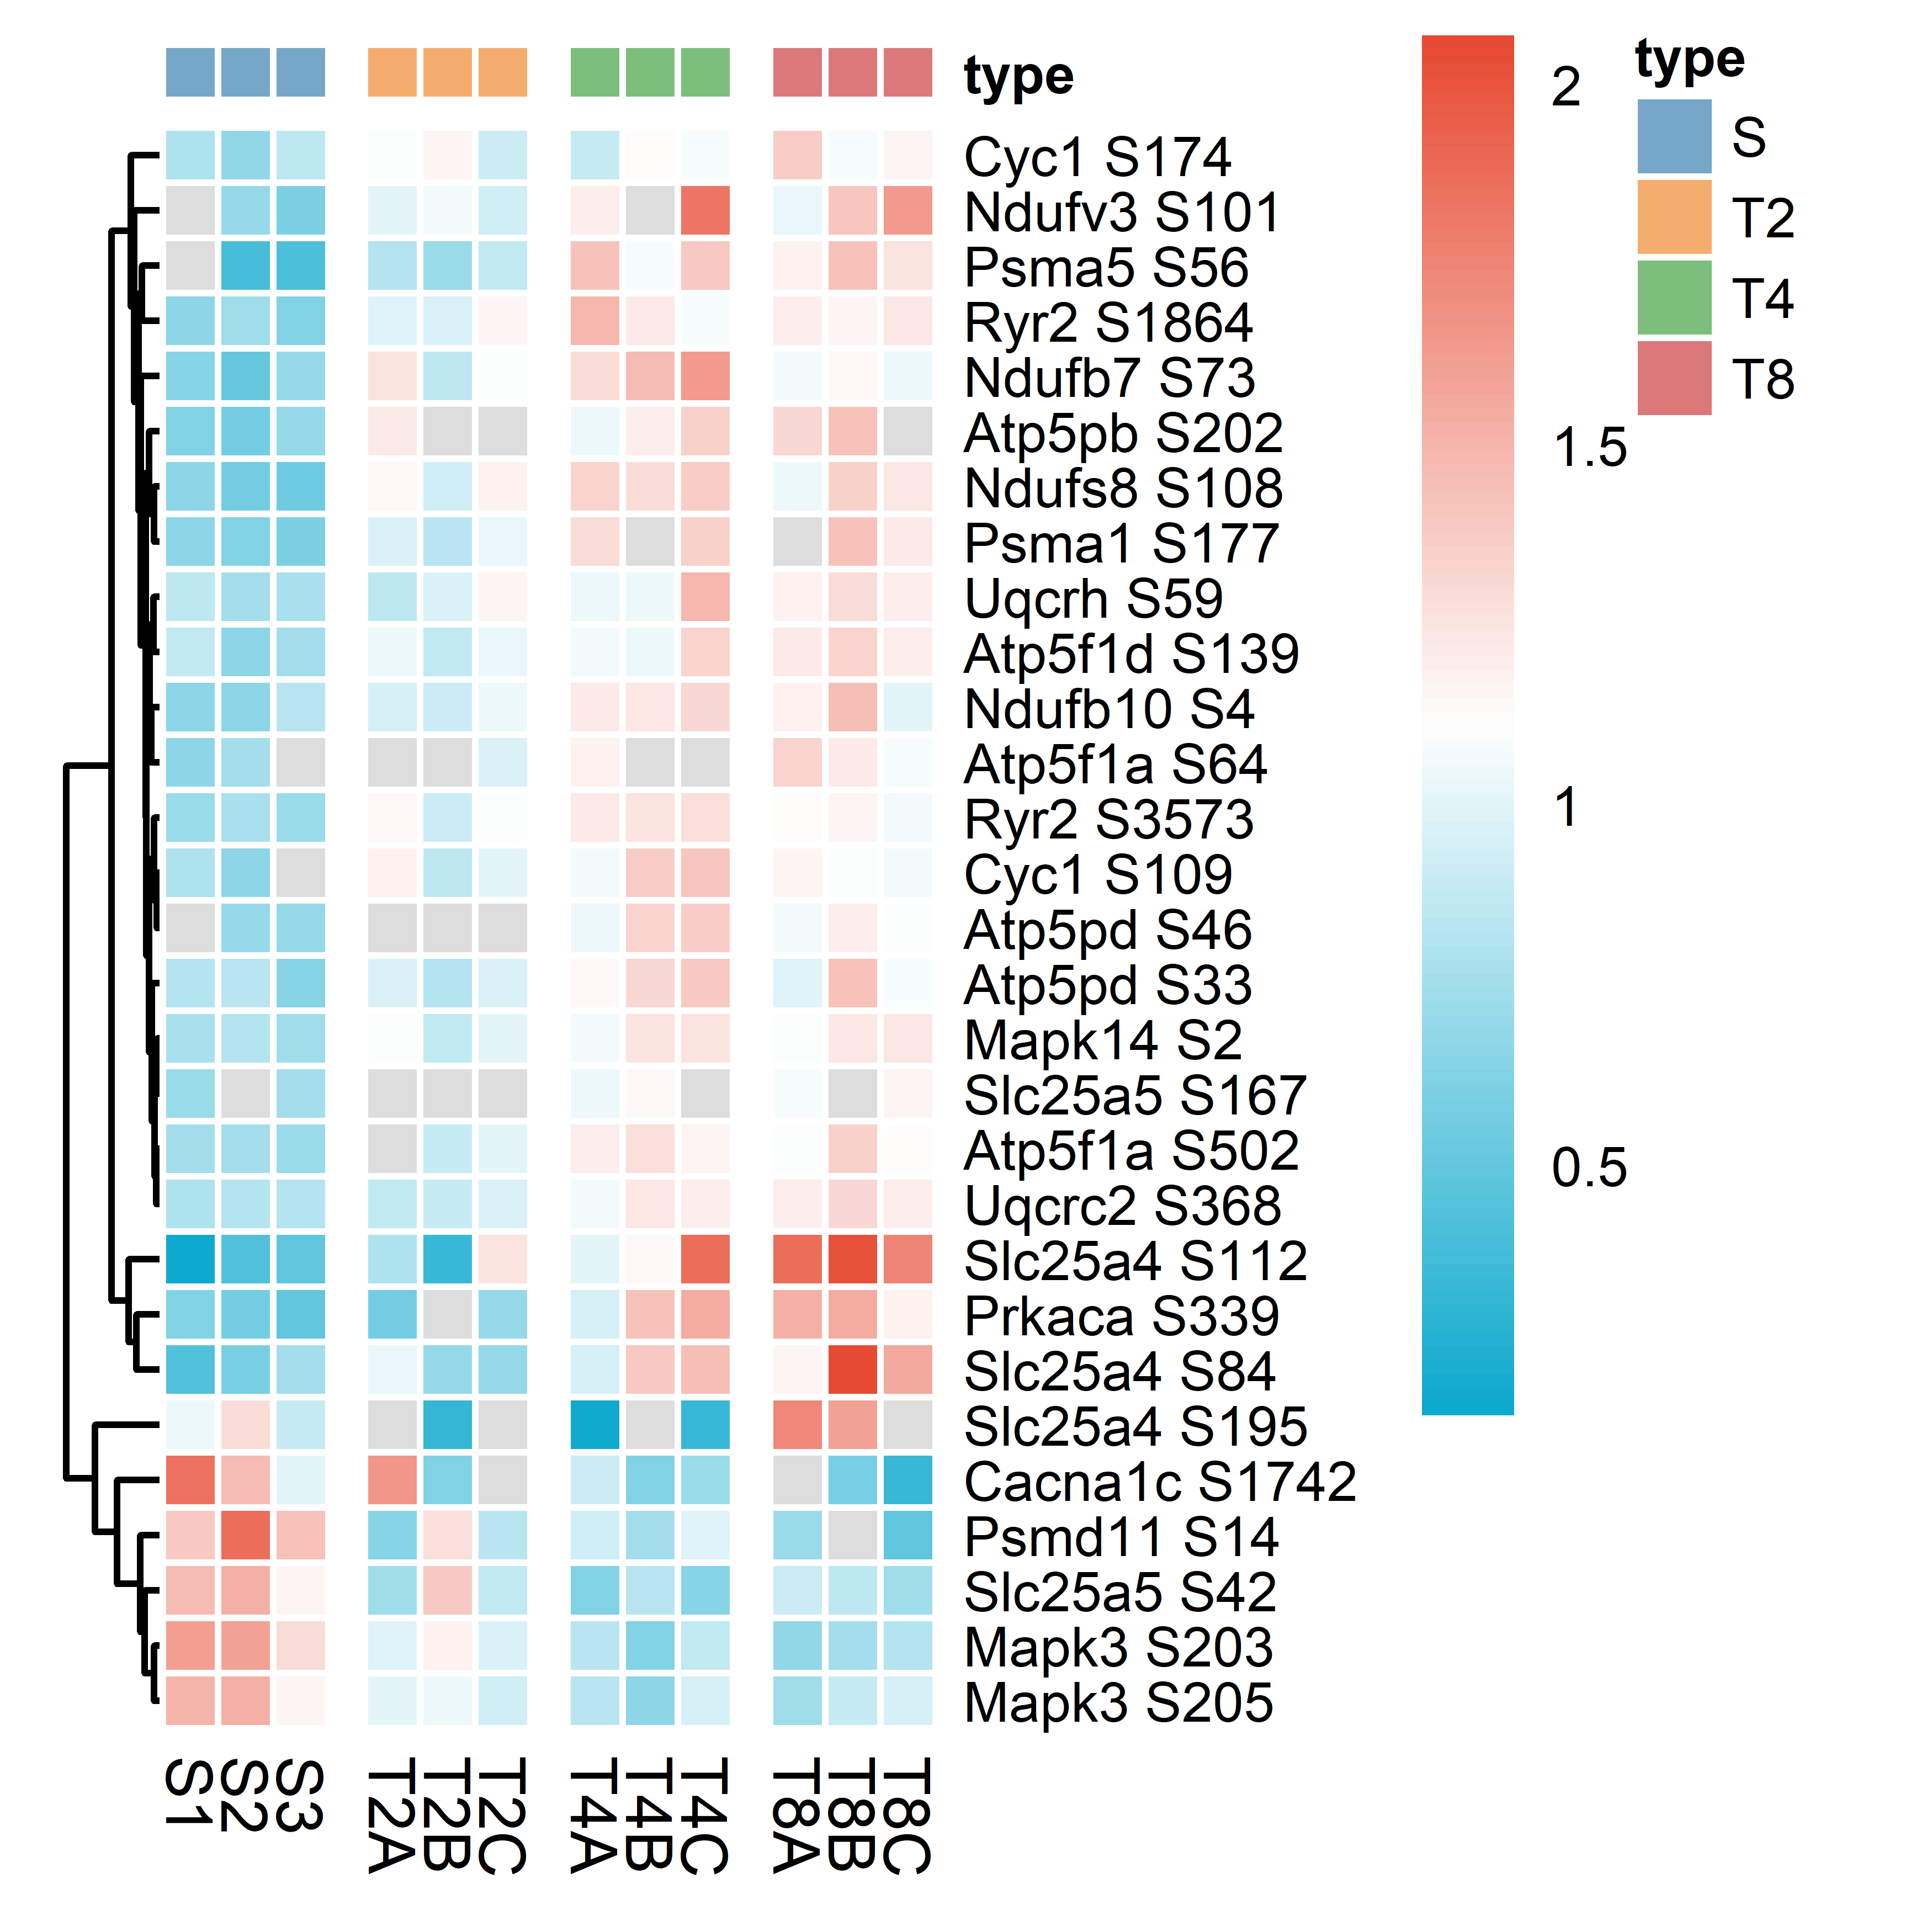 type
Cyc1 S174
Ndufv3 S101
Psma5 S56
Ryr2 S1864
Ndufb7 S73
Atp5pb S202
Ndufs8 S108
Psma1 S177
Uqcrh S59
Atp5f1d S139
Ndufb10 S4
Atp5f1a S64
Ryr2 S3573
Cyc1 S109
Atp5pd S46
Atp5pd S33
Mapk14 S2
Slc25a5 S167
Atp5f1a S502
Uqcrc2 S368
Slc25a4 S112
Prkaca S339
Slc25a4 S84
Slc25a4 S195
Cacna1c S1742
Psmd11 S14
Slc25a5 S42
Mapk3 S203
Mapk3 S205
S1 S2 S3 T2A T2B T2C T4A T4B T4C T8A T8B T8C
2
1.5
1
0.5
type
S
T2
T4
T8